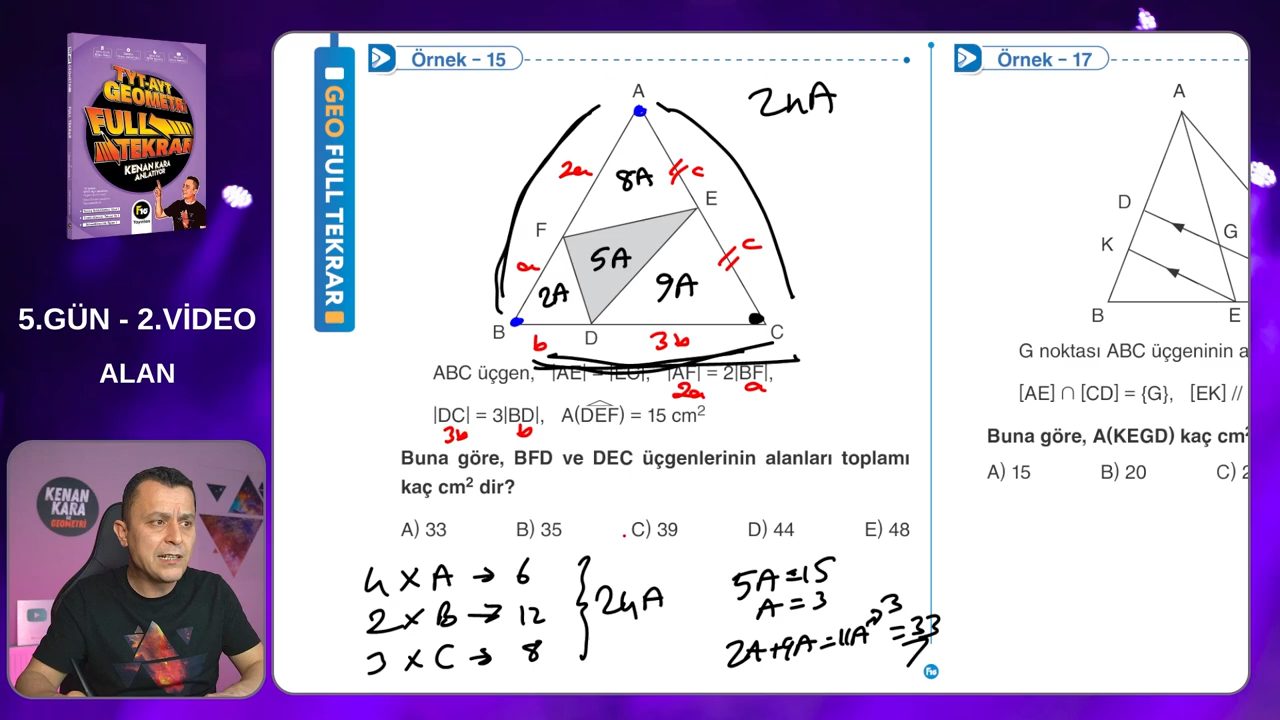 TYT-AYT
GEOMETRİ
FULL
TEKRAR
KENAN KARA
ANLATIYOR
F10
5.GÜN - 2.VİDEO
ALAN
KENAN
KARA
GEOMETRİ
GEO FULL TEKRAR
Örnek – 15
24A
A
2a
8A
c
E
F
5A
c
a
2A
9A
B
b
D
3b
C
ABC üçgen, |AE| = |EC|, |AF| = 2|BF|,
2a
a
|DC| = 3|BD|, A(DEF) = 15 cm²
3b
b
Buna göre, BFD ve DEC üçgenlerinin alanları toplamı
kaç cm² dir?
A) 33 B) 35 C) 39 D) 44 E) 48
4 × A → 6
2 × B → 12
3 × C → 8
24A
5A = 15
A = 3
3
2A+9A = 11A = 33
F10
Örnek – 17
A
D
K
G
B
E
G noktası ABC üçgeninin a
[AE] ∩ [CD] = {G}, [EK] //
Buna göre, A(KEGD) kaç cm²
A) 15 B) 20 C) 2